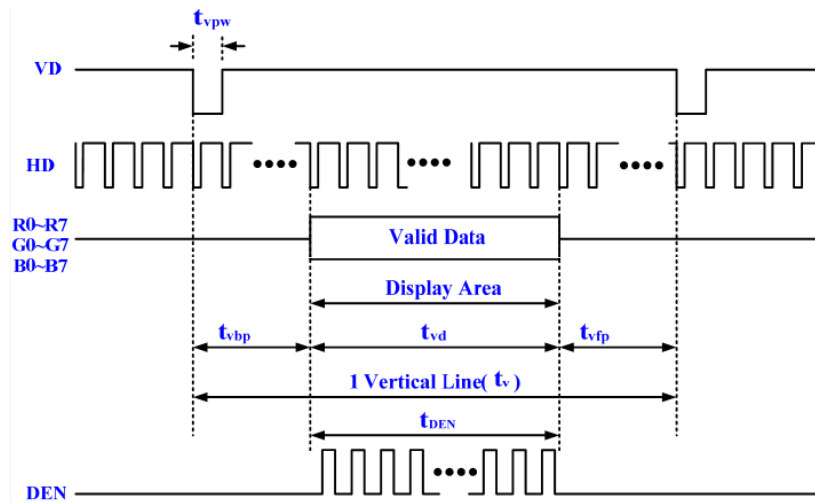 tvpw
VD
HD
R0~R7
G0~G7
B0~B7
Valid Data
Display Area
tvbp
tvd
tvfp
1 Vertical Line( tv )
tDEN
DEN